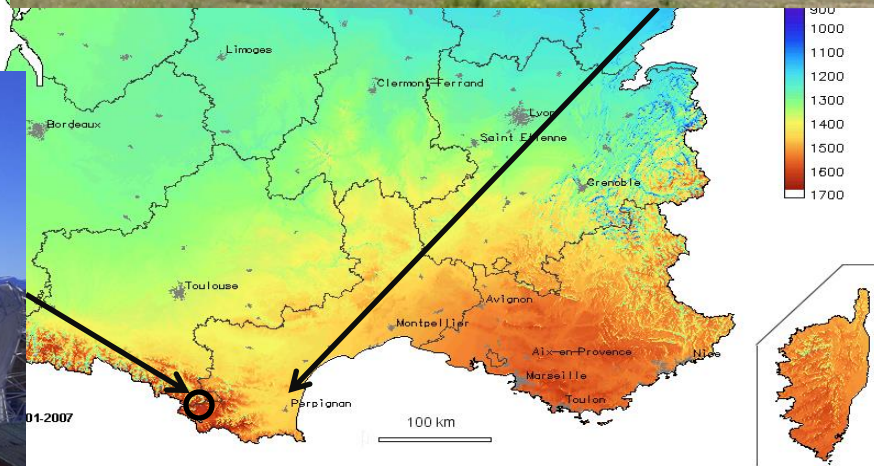 900
1000
1100
1200
1300
1400
1500
1600
1700
Limoges
Clermont-Ferrand
Lyon
Bordeaux
Saint Etienne
Grenoble
Toulouse
Avignon
Montpellier
Aix-en-Provence
Nice
Marseille
Toulon
Perpignan
01-2007
100 km